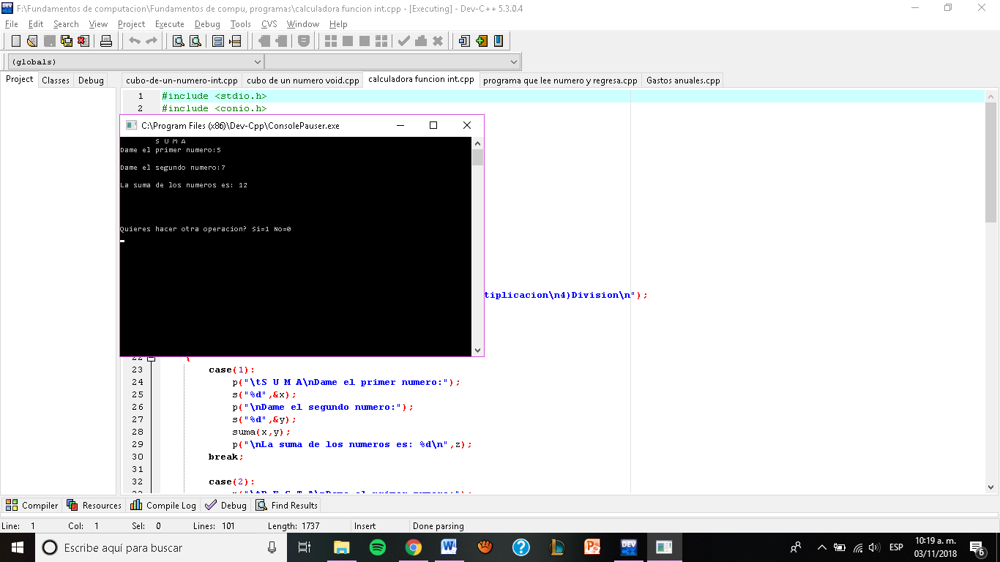 F:\Fundamentos de computacion\Fundamentos de compu, programas\calculadora funcion int.cpp - [Executing] - Dev-C++ 5.3.0.4
File Edit Search View Project Execute Debug Tools CVS Window Help
(globals)
Project Classes Debug
cubo-de-un-numero-int.cpp cubo de un numero void.cpp calculadora funcion int.cpp programa que lee numero y regresa.cpp Gastos anuales.cpp
1 #include <stdio.h>
2 #include <conio.h>
C:\Program Files (x86)\Dev-Cpp\ConsolePauser.exe
S U M A
Dame el primer numero:5
Dame el segundo numero:7
La suma de los numeros es: 12
Quieres hacer otra operacion? Si=1 No=0
tiplicacion\n4)Division\n");
22 {
23 case(1):
24 p("\tS U M A\nDame el primer numero:");
25 s("%d",&x);
26 p("\nDame el segundo numero:");
27 s("%d",&y);
28 suma(x,y);
29 p("\nLa suma de los numeros es: %d\n",z);
30 break;
31
32 case(2):
Compiler Resources Compile Log Debug Find Results
Line: 1 Col: 1 Sel: 0 Lines: 101 Length: 1737 Insert Done parsing
Escribe aquí para buscar
ESP
10:19 a. m.
03/11/2018
6